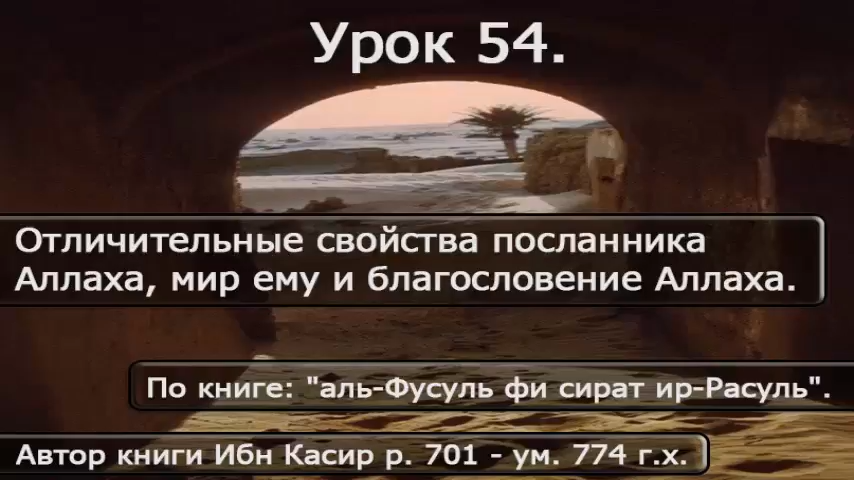 Урок 54.
Отличительные свойства посланника
Аллаха, мир ему и благословение Аллаха.
По книге: "аль-Фусуль фи сират ир-Расуль".
Автор книги Ибн Касир р. 701 - ум. 774 г.х.